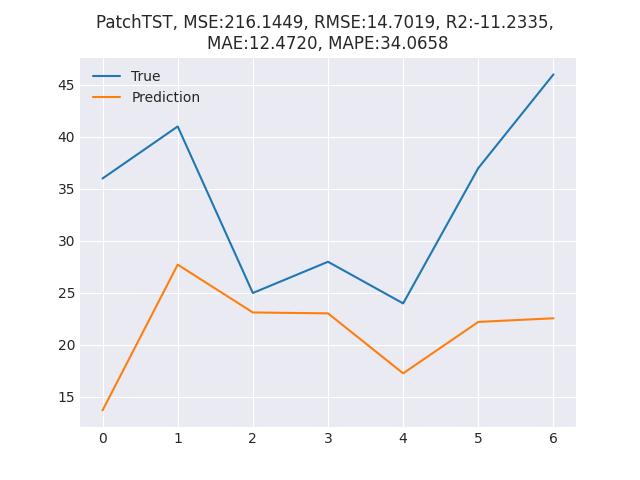 PatchTST, MSE:216.1449, RMSE:14.7019, R2:-11.2335,
MAE:12.4720, MAPE:34.0658
True
Prediction
45
40
35
30
25
20
15
0 1 2 3 4 5 6